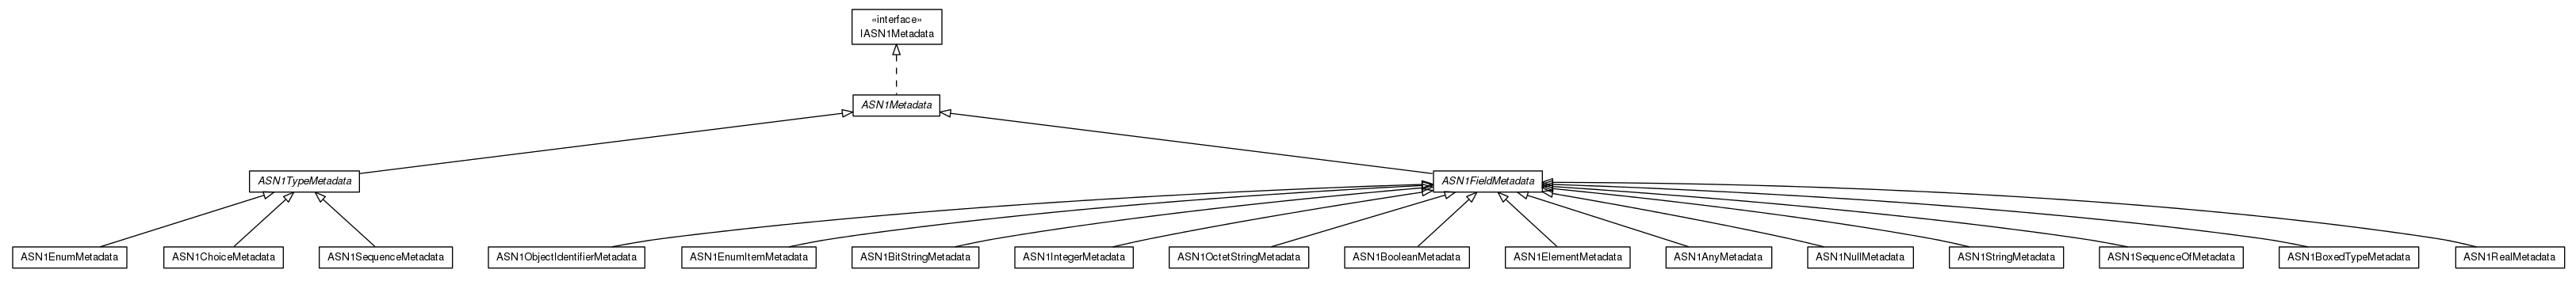 «interface»
IASN1Metadata
ASN1Metadata
ASN1TypeMetadata
ASN1FieldMetadata
ASN1EnumMetadata
ASN1ChoiceMetadata
ASN1SequenceMetadata
ASN1ObjectIdentifierMetadata
ASN1EnumItemMetadata
ASN1BitStringMetadata
ASN1IntegerMetadata
ASN1OctetStringMetadata
ASN1BooleanMetadata
ASN1ElementMetadata
ASN1AnyMetadata
ASN1NullMetadata
ASN1StringMetadata
ASN1SequenceOfMetadata
ASN1BoxedTypeMetadata
ASN1RealMetadata